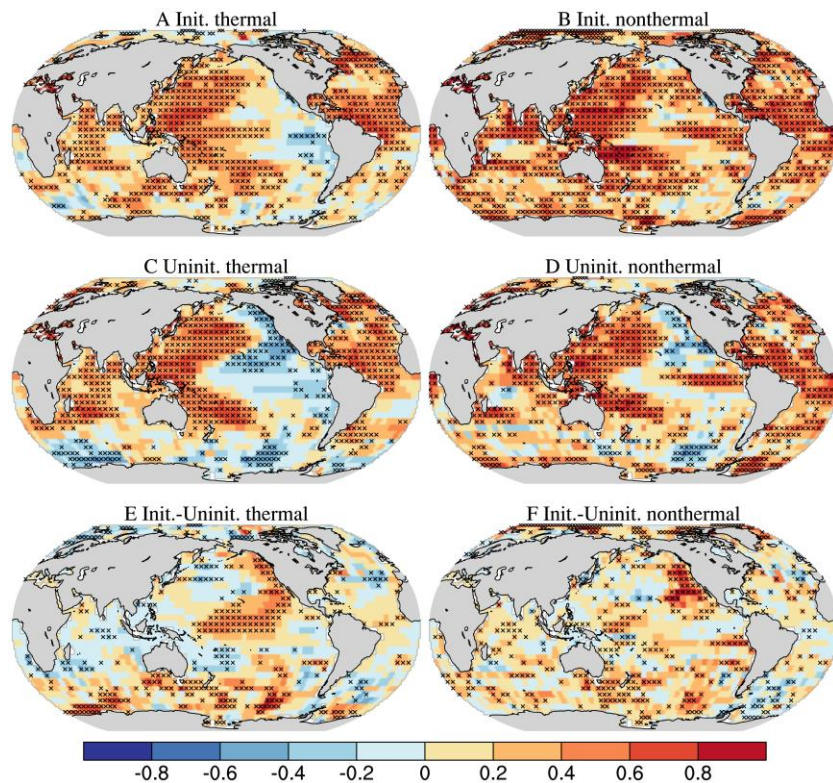 A Init. thermal
B Init. nonthermal
C Uninit. thermal
D Uninit. nonthermal
E Init.-Uninit. thermal
F Init.-Uninit. nonthermal
-0.8 -0.6 -0.4 -0.2 0 0.2 0.4 0.6 0.8